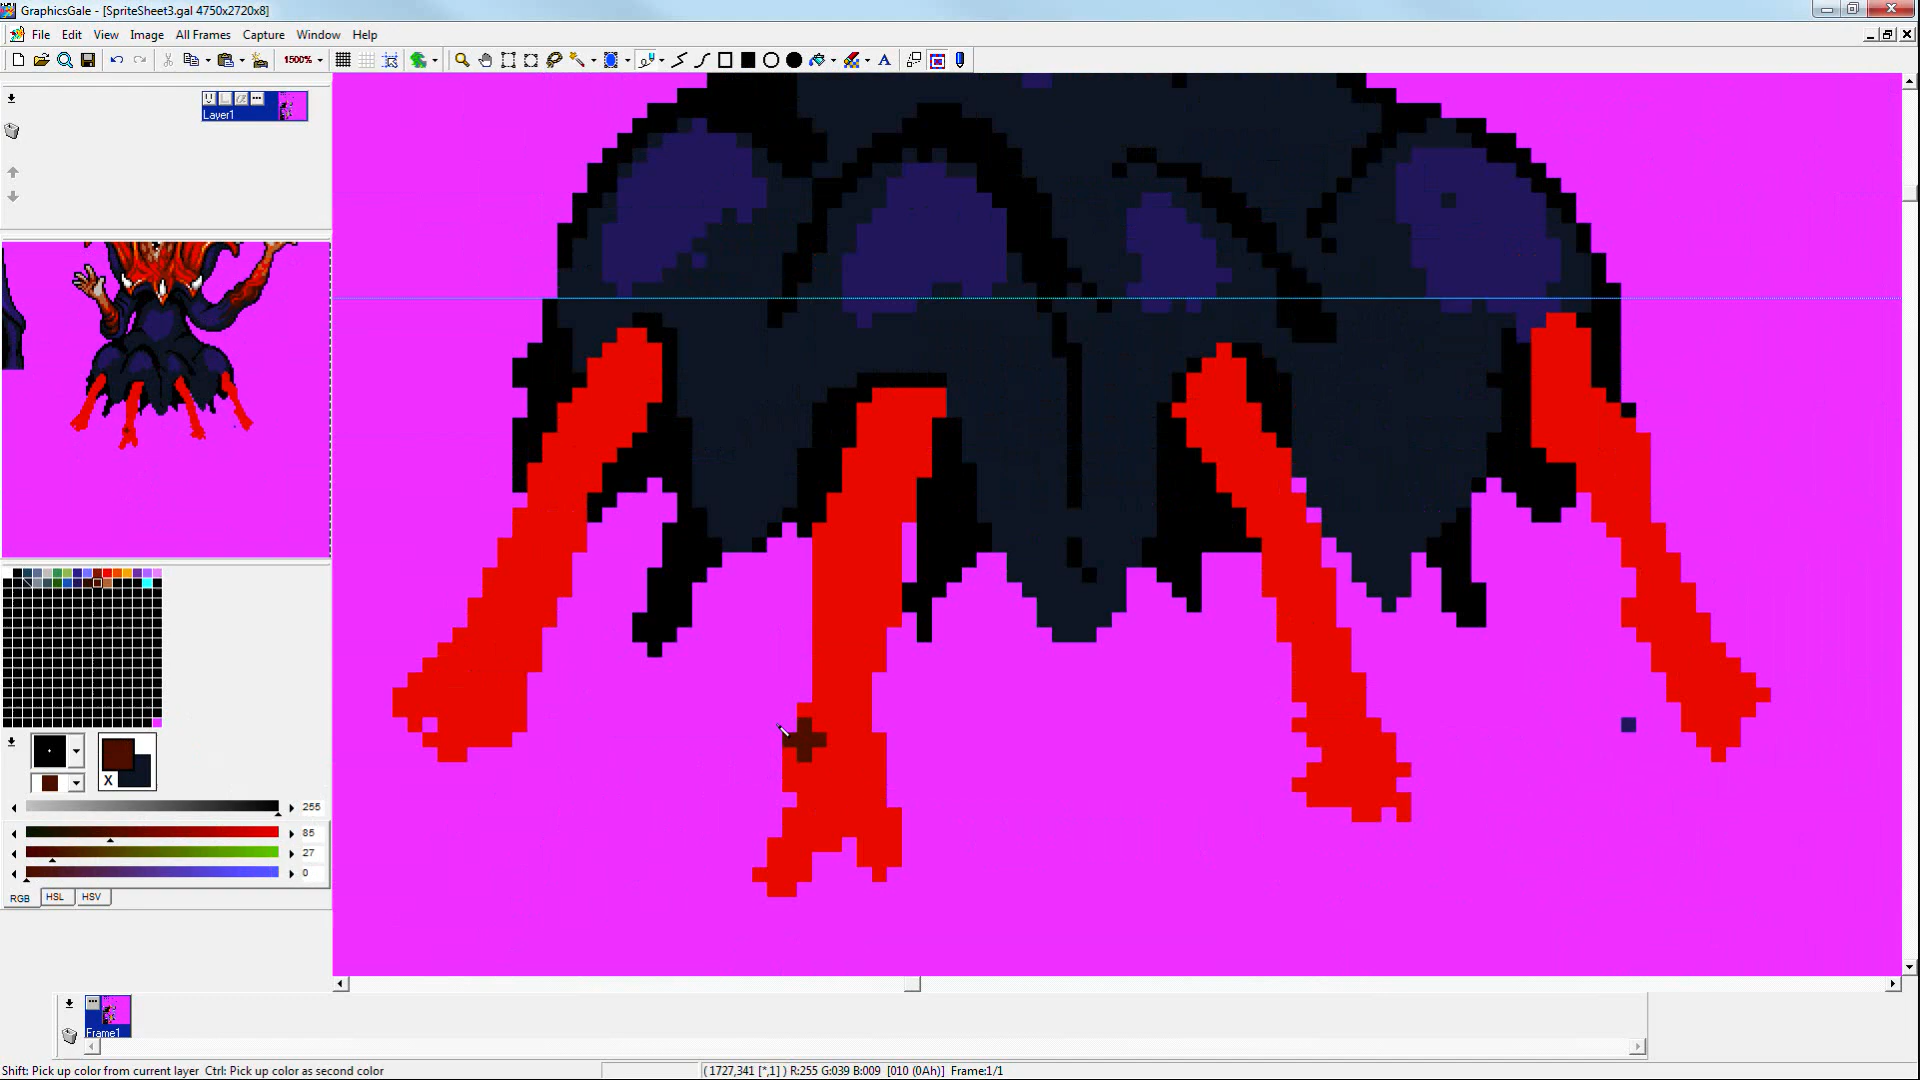 GraphicsGale - [SpriteSheet3.gal 4750x2720x8]
File Edit View Image All Frames Capture Window Help
1500%
A
Layer1
X
255
85
27
0
RGB HSL HSV
Frame1
Shift: Pick up color from current layer Ctrl: Pick up color as second color
(1727,341 [*,1] ) R:255 G:039 B:009 [010 (0Ah)] Frame:1/1